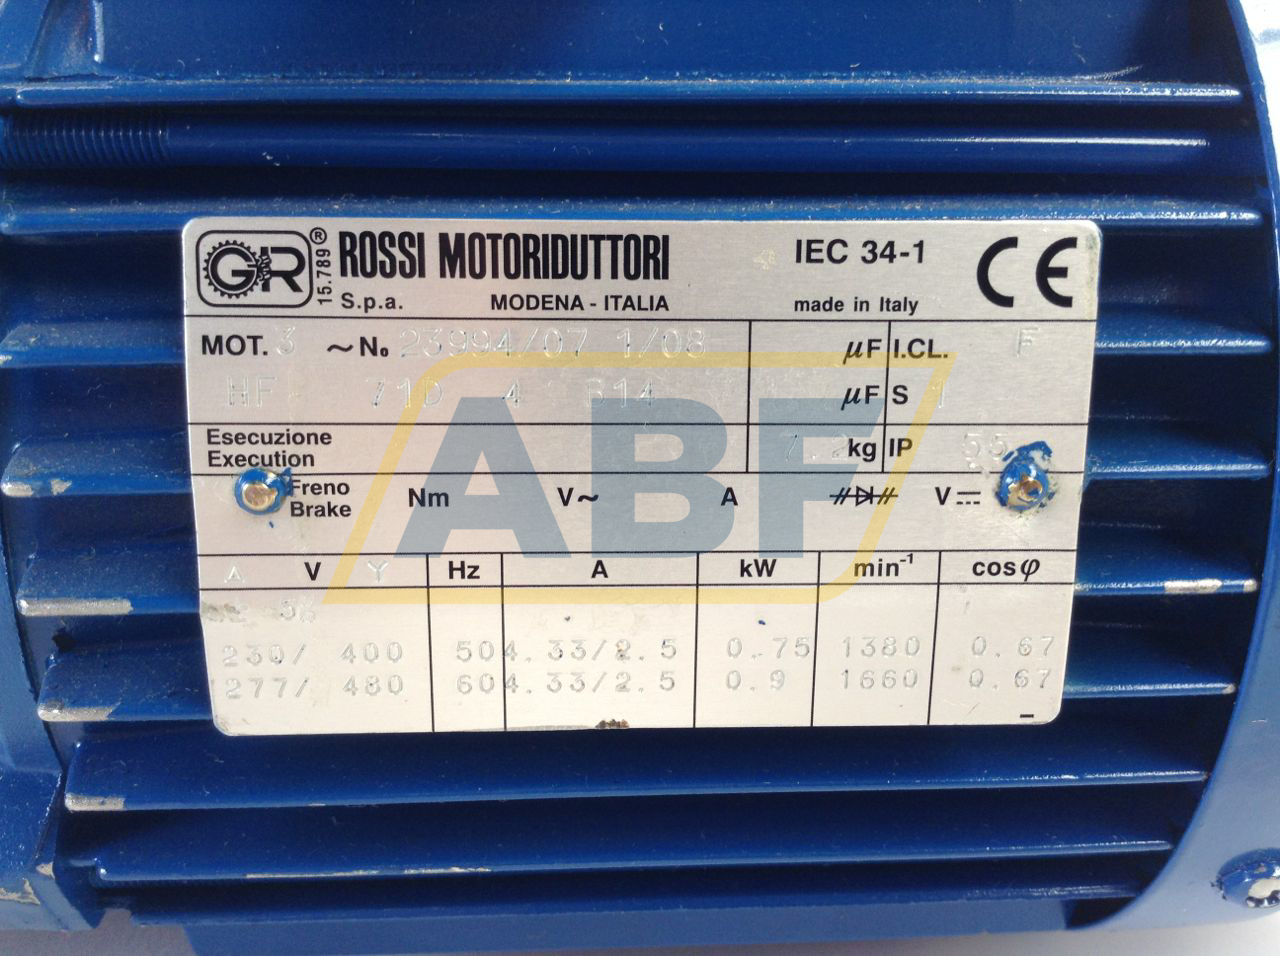 GR ® 15.789 ROSSI MOTORIDUTTORI IEC 34-1 CE
S.p.a. MODENA - ITALIA made in Italy
MOT. 3 ~ No 23994/07 1/08 µF I.CL. F
HF 71D 4 B14 µF S 1
Esecuzione
Execution 7.2 kg IP 55
Freno
Brake Nm V~ A V
Δ V Y Hz A kW min-1 cosφ
5%
230/ 400 50 4.33/2.5 0.75 1380 0.67
277/ 480 60 4.33/2.5 0.9 1660 0.67
ABF